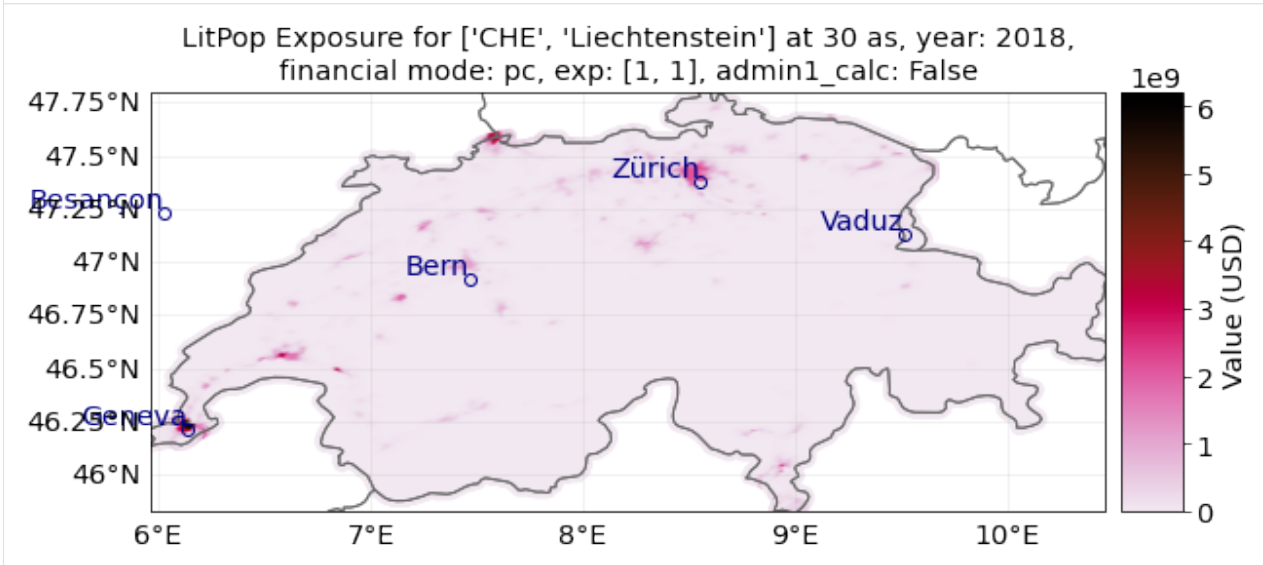 LitPop Exposure for ['CHE', 'Liechtenstein'] at 30 as, year: 2018,
financial mode: pc, exp: [1, 1], admin1_calc: False
1e9
47.75°N
47.5°N
47.25°N
47°N
46.75°N
46.5°N
46.25°N
46°N
Besançon
Zürich
Vaduz
Bern
Geneva
6°E
7°E
8°E
9°E
10°E
6
5
4
3
2
1
0
Value (USD)